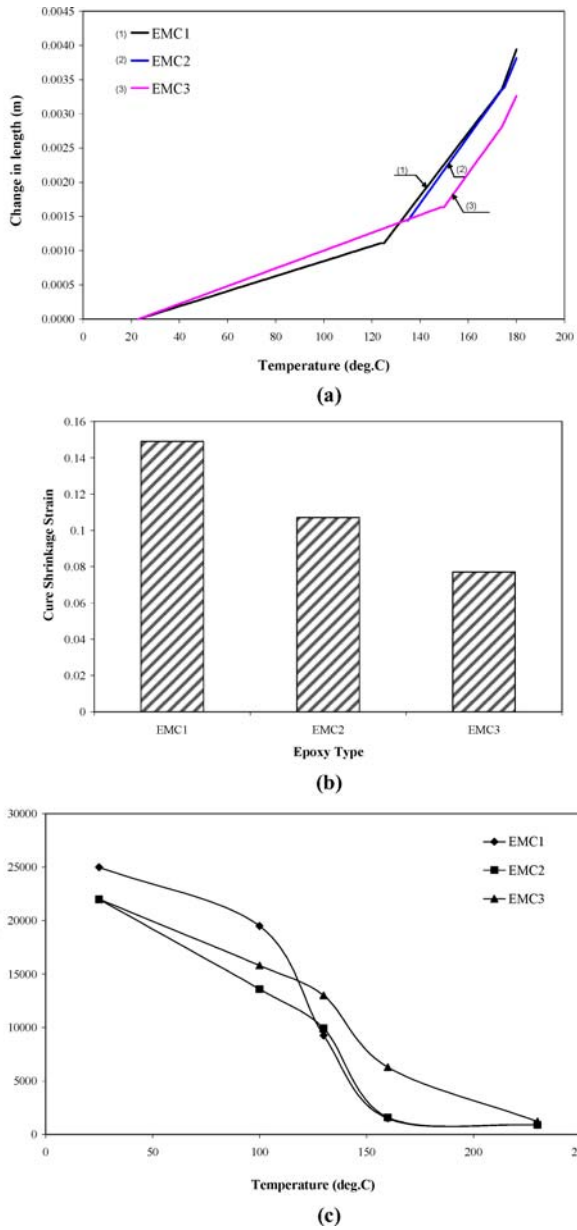 0.0045
0.0040
0.0035
0.0030
0.0025
0.0020
0.0015
0.0010
0.0005
0.0000
Change in length (m)
(1) EMC1
(2) EMC2
(3) EMC3
(1)
(2)
(3)
0 20 40 60 80 100 120 140 160 180 200
Temperature (deg.C)
(a)
0.16
0.14
0.12
0.1
0.08
0.06
0.04
0.02
0
Cure Shrinkage Strain
EMC1 EMC2 EMC3
Epoxy Type
(b)
30000
25000
20000
15000
10000
5000
0
EMC1
EMC2
EMC3
0 50 100 150 200
Temperature (deg.C)
(c)